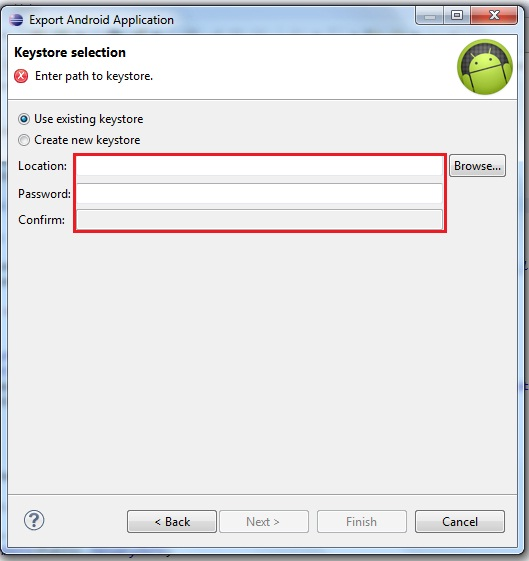 Export Android Application
Keystore selection
Enter path to keystore.
Use existing keystore
Create new keystore
Location:
Browse...
Password:
Confirm:
?
< Back
Next >
Finish
Cancel